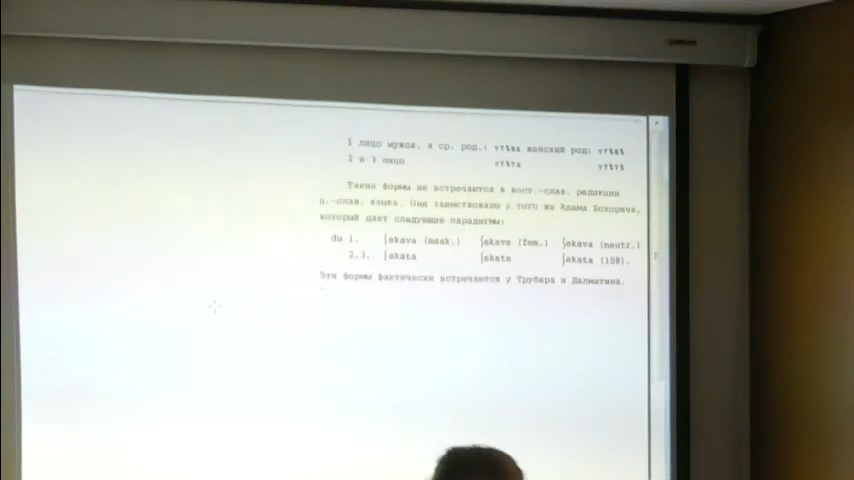 1 лицо мужск. и ср. род.: женский род:
2 и 3 лицо
Такие формы не встречаются в вост.-слав. редакции
ц.-слав. языка. Они заимствованы у того же Адама Бохорича,
который дает следующие парадигмы:
du 1. ʃekava (mask.) ʃekave (fem.) ʃekava (neutr.)
2.3. ʃekata ʃekate ʃekata (108).
Эти формы фактически встречаются у Трубара и Далматина.